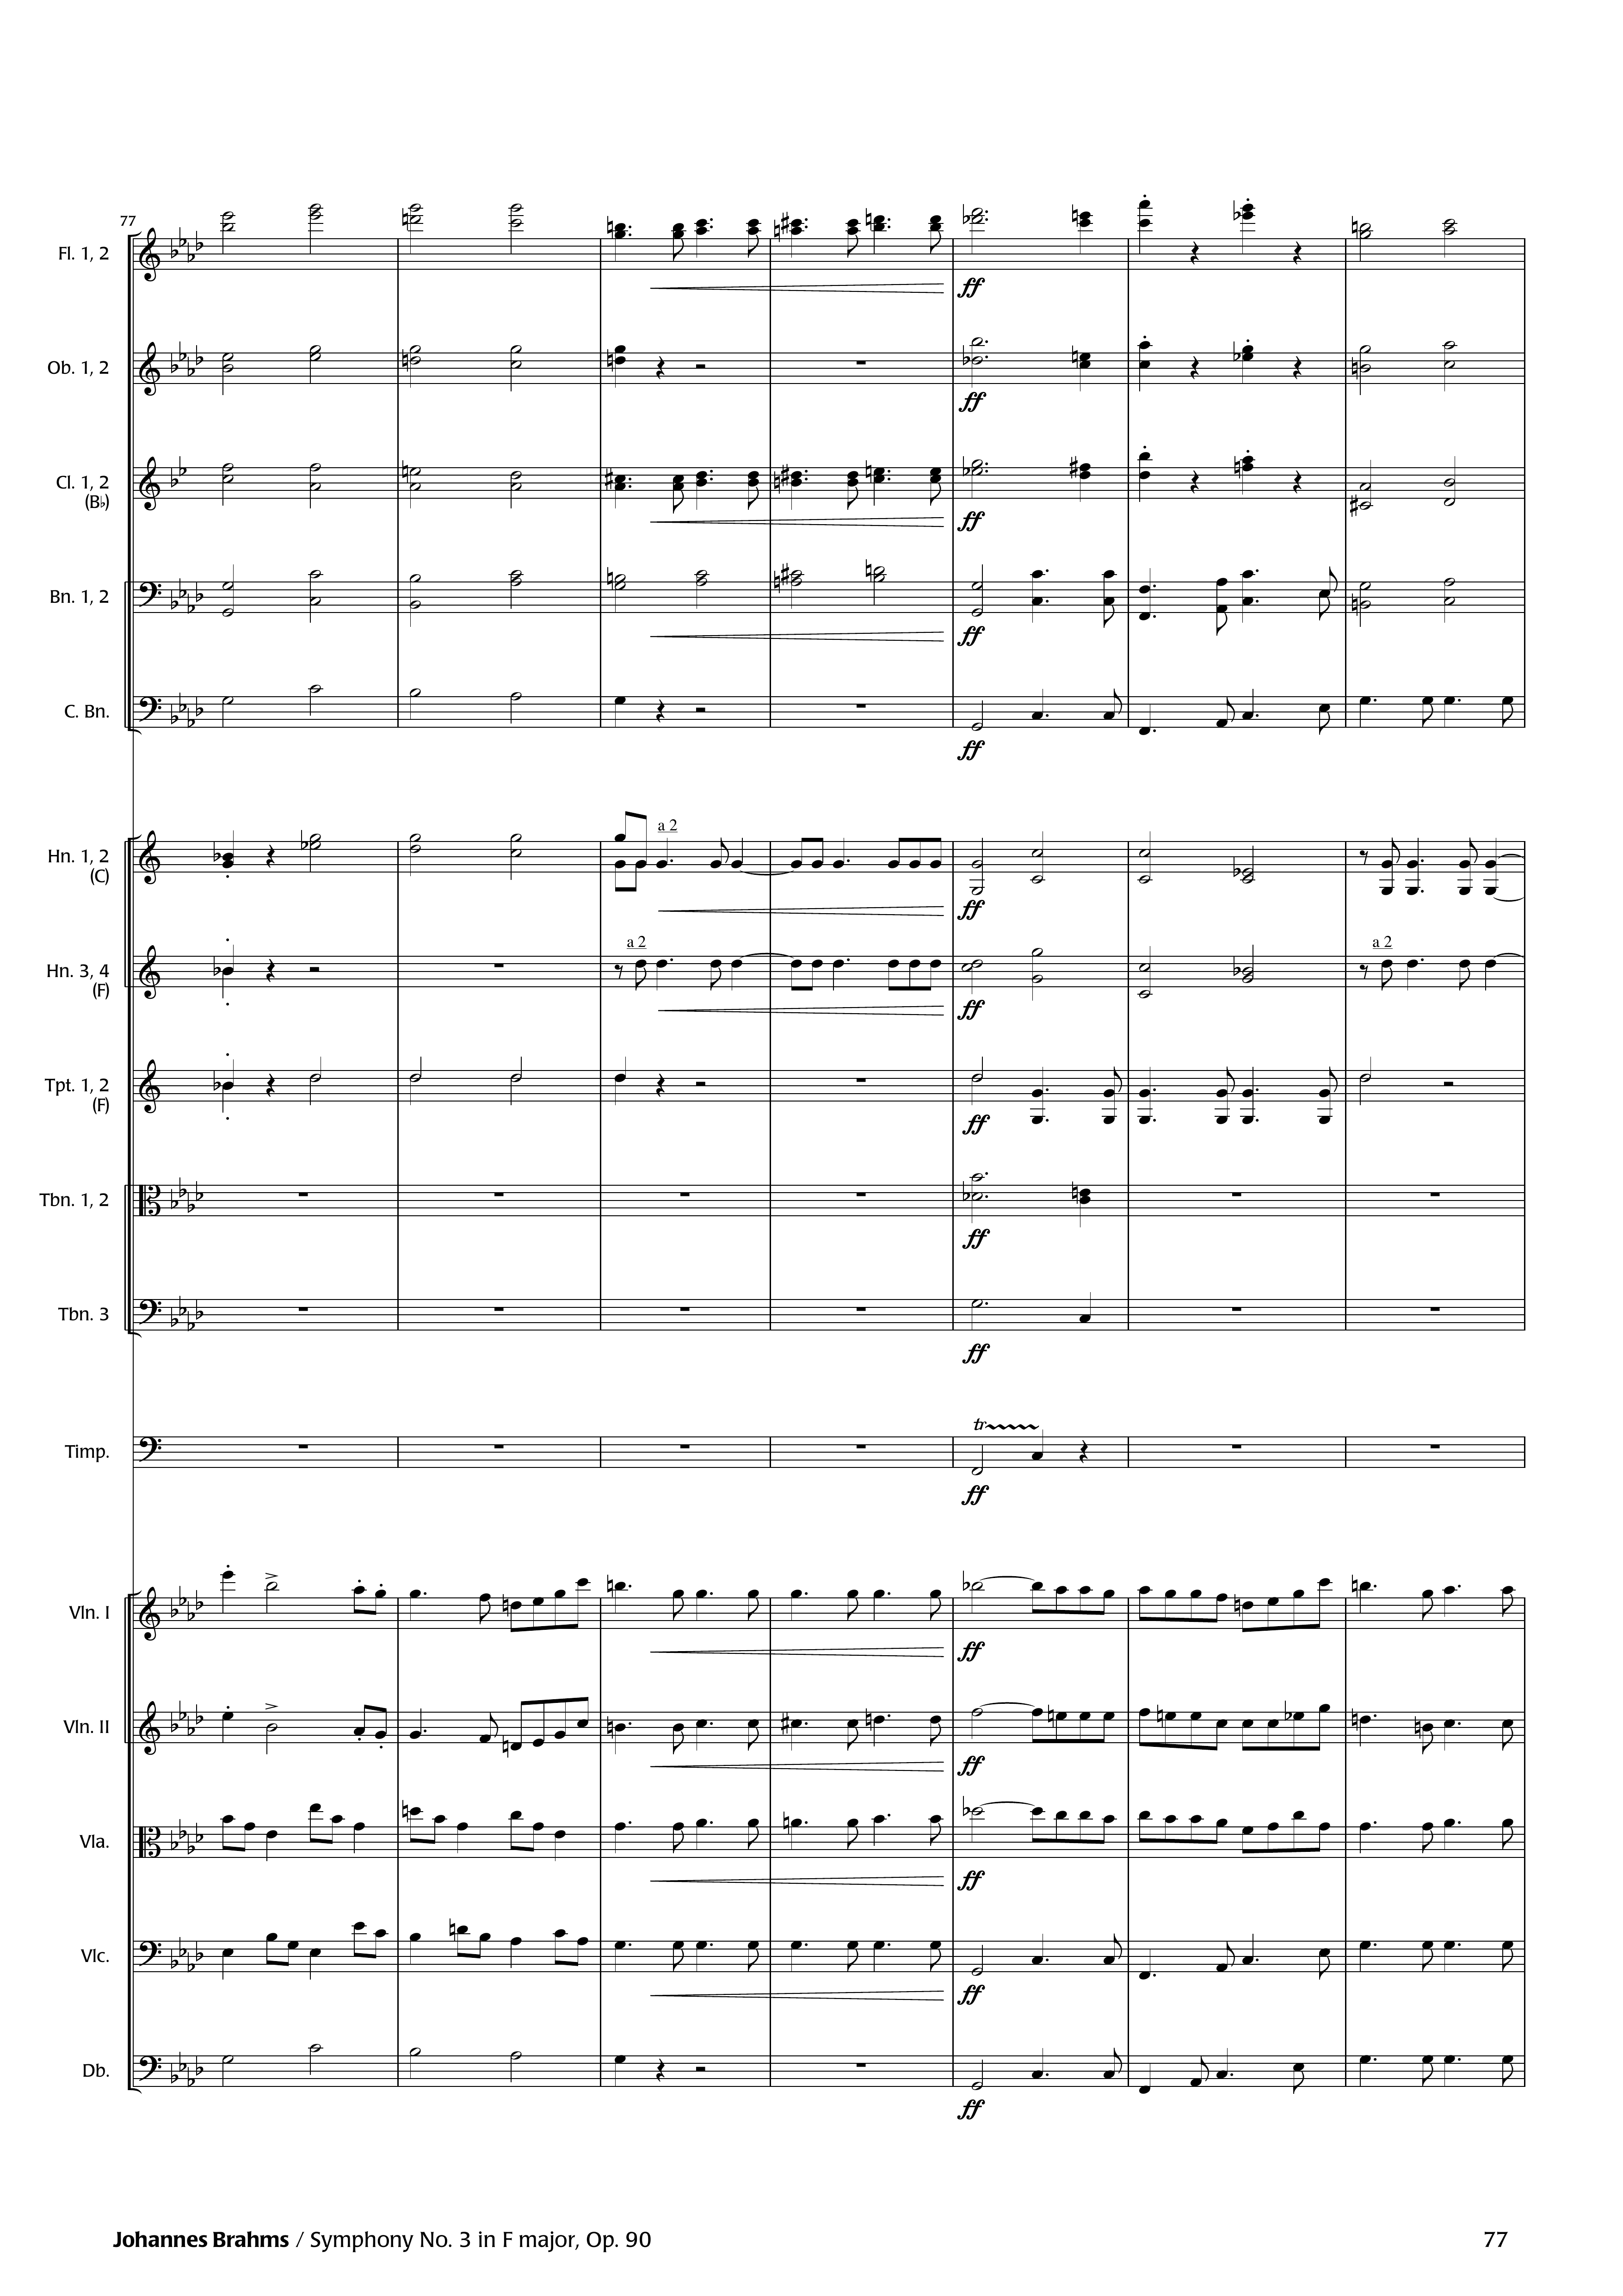 77
Fl. 1, 2
ff
Ob. 1, 2
ff
Cl. 1, 2
(B♭)
ff
Bn. 1, 2
ff
C. Bn.
ff
a 2
Hn. 1, 2
(C)
ff
a 2
a 2
Hn. 3, 4
(F)
ff
Tpt. 1, 2
(F)
ff
Tbn. 1, 2
ff
Tbn. 3
ff
tr
Timp.
ff
Vln. I
ff
Vln. II
ff
Vla.
ff
Vlc.
ff
Db.
ff
Johannes Brahms / Symphony No. 3 in F major, Op. 90
77